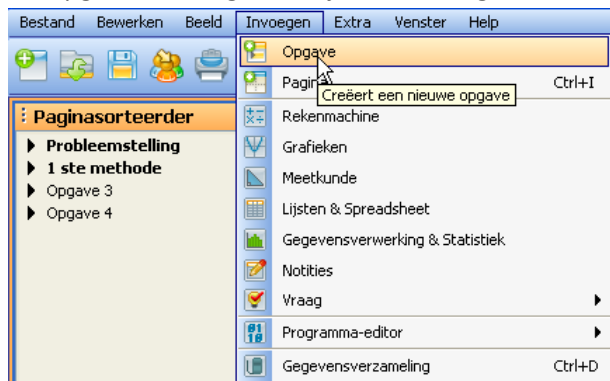 Bestand Bewerken Beeld Invoegen Extra Venster Help
Opgave
Pagina Ctrl+I
Creëert een nieuwe opgave
Paginasorteerder
Probleemstelling
1 ste methode
Opgave 3
Opgave 4
Rekenmachine
Grafieken
Meetkunde
Lijsten & Spreadsheet
Gegevensverwerking & Statistiek
Notities
Vraag
Programma-editor
Gegevensverzameling Ctrl+D